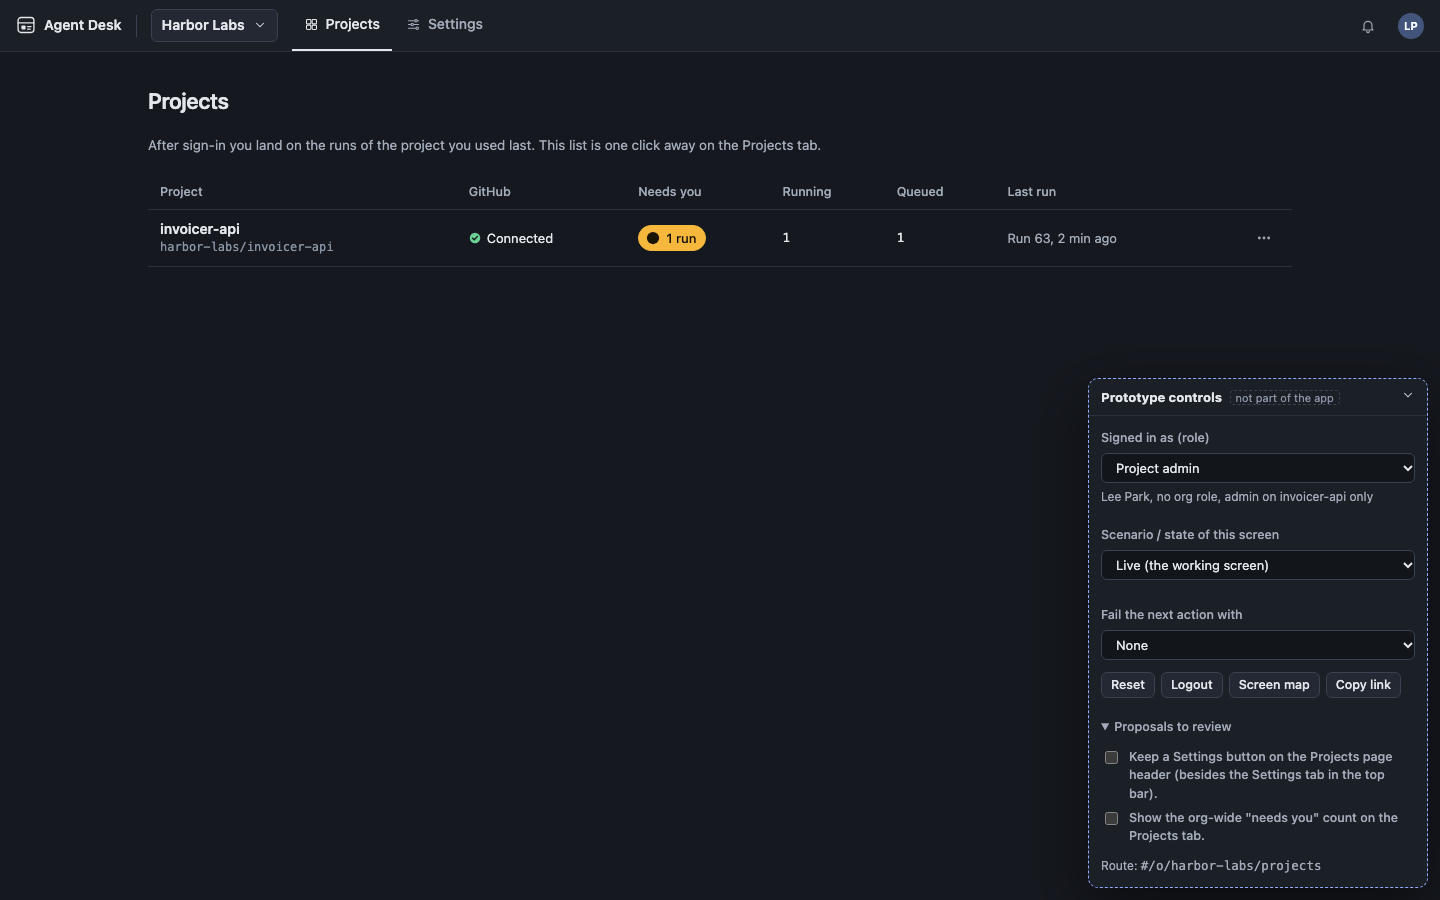 Agent Desk
Harbor Labs
Projects
Settings
LP
Projects
After sign-in you land on the runs of the project you used last. This list is one click away on the Projects tab.
Project GitHub Needs you Running Queued Last run
invoicer-api
harbor-labs/invoicer-api
Connected
1 run
1
1
Run 63, 2 min ago
Prototype controls
not part of the app
Signed in as (role)
Project admin
Lee Park, no org role, admin on invoicer-api only
Scenario / state of this screen
Live (the working screen)
Fail the next action with
None
Reset
Logout
Screen map
Copy link
Proposals to review
Keep a Settings button on the Projects page
header (besides the Settings tab in the top
bar).
Show the org-wide "needs you" count on the
Projects tab.
Route: #/o/harbor-labs/projects